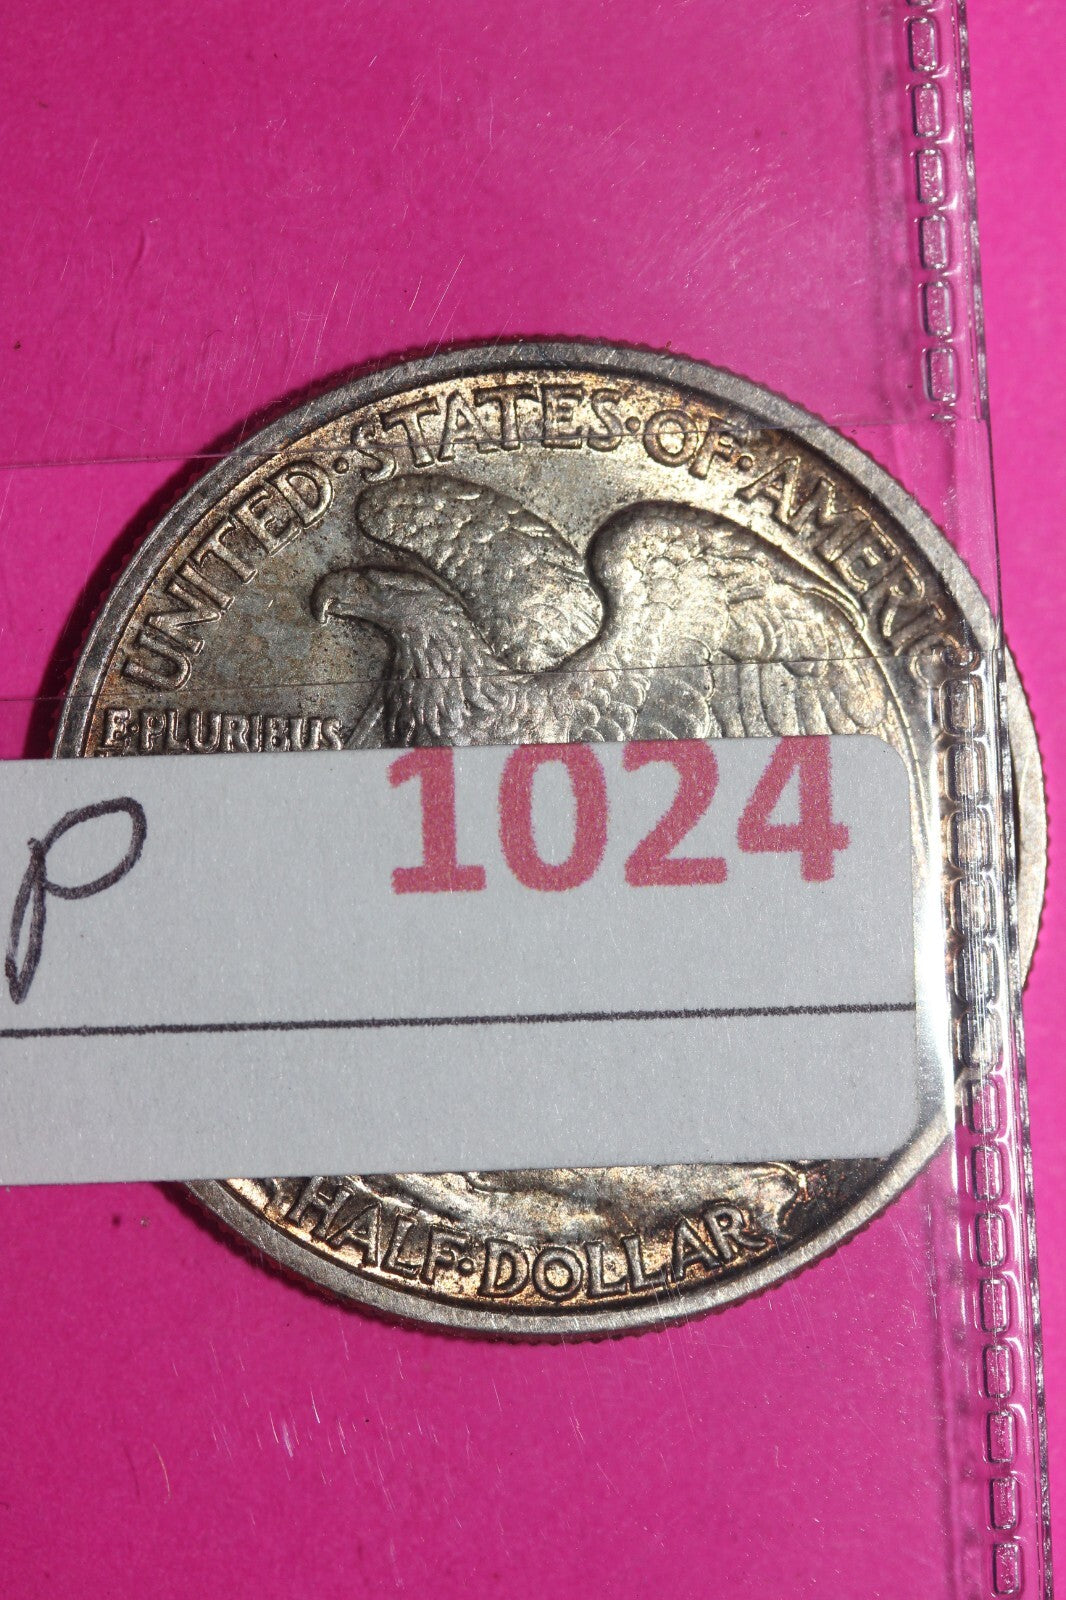 UNITED·STATES·OF·AMERICA
E·PLURIBUS
P 1024
HALF·DOLLAR